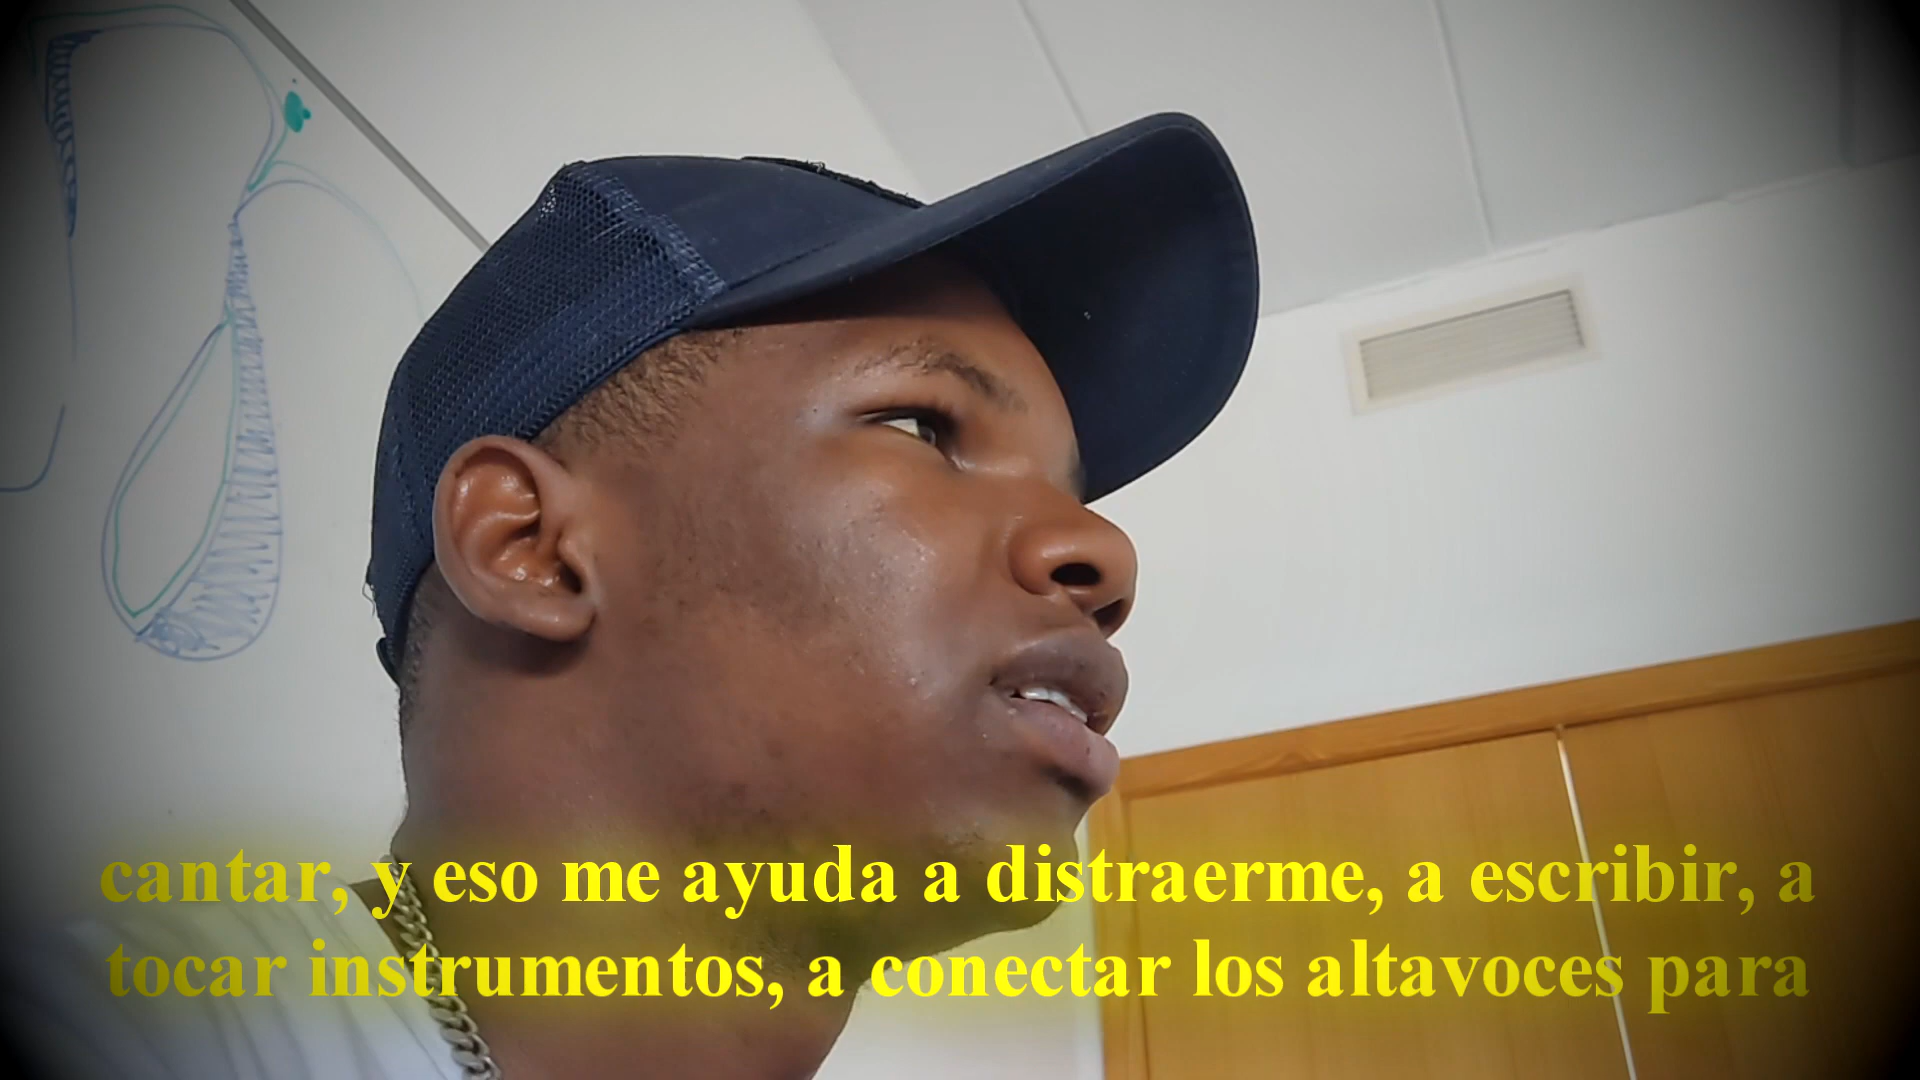 cantar, y eso me ayuda a distraerme, a escribir, a
tocar instrumentos, a conectar los altavoces para